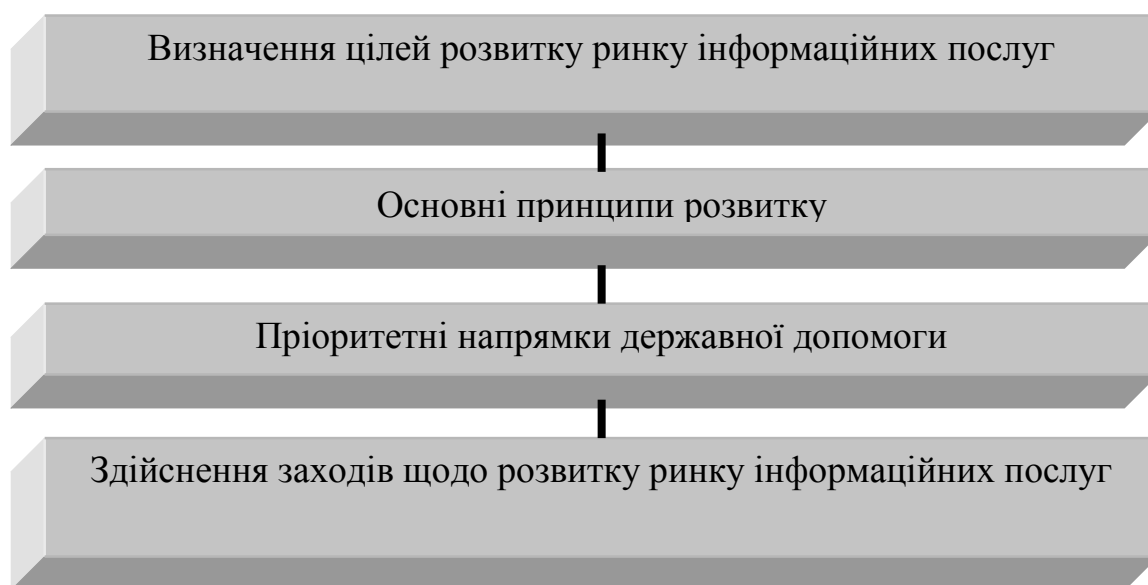 Визначення цілей розвитку ринку інформаційних послуг
Основні принципи розвитку
Пріоритетні напрямки державної допомоги
Здійснення заходів щодо розвитку ринку інформаційних послуг